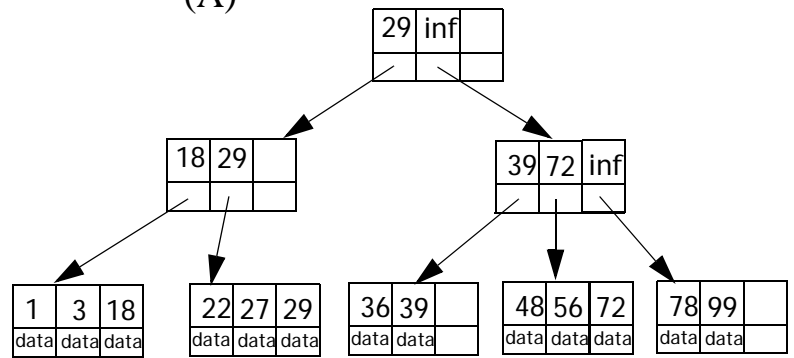 (A)
29 inf
18 29
39 72 inf
1 3 18
data data data
22 27 29
data data data
36 39
data data
48 56 72
data data data
78 99
data data